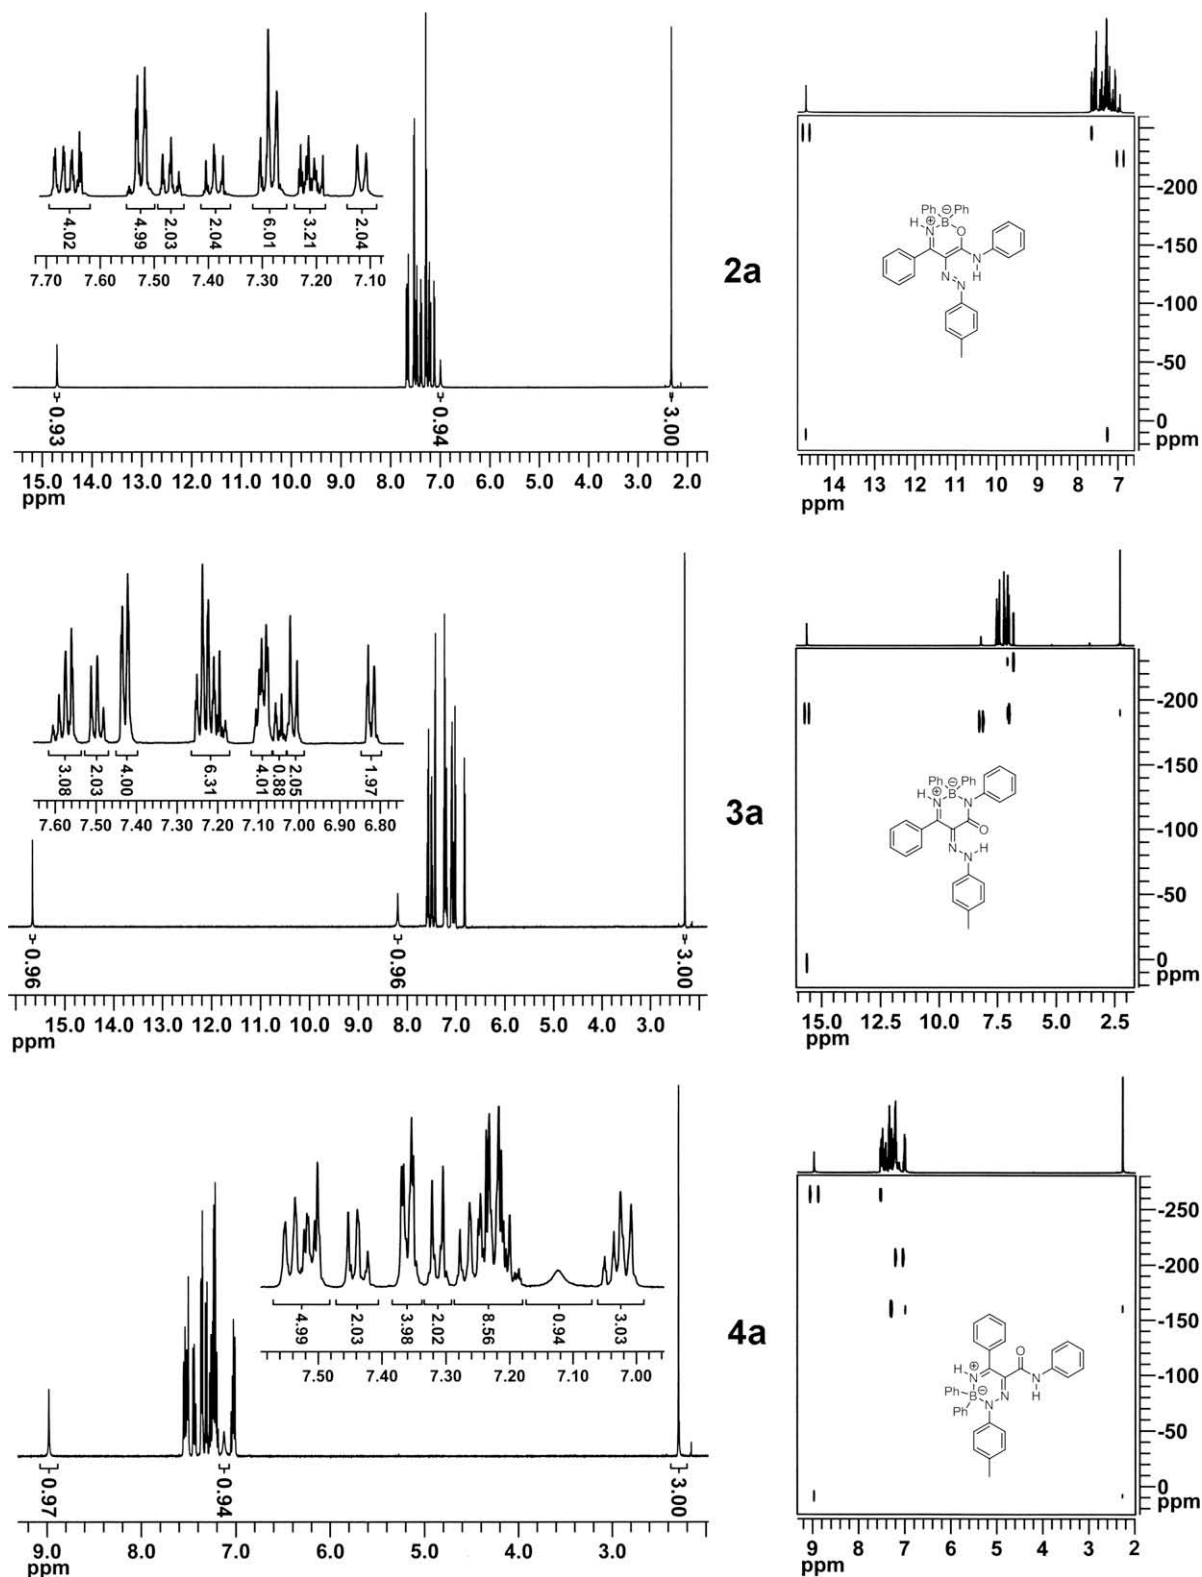 4.02 4.99 2.03 2.04 6.01 3.21 2.04
7.70 7.60 7.50 7.40 7.30 7.20 7.10
0.93 0.94 3.00
15.0 14.0 13.0 12.0 11.0 10.0 9.0 8.0 7.0 6.0 5.0 4.0 3.0 2.0
ppm
2a
Ph ⊖ Ph
H ⊕ B
N O
N H
N=N
-200
-150
-100
-50
0
ppm
14 13 12 11 10 9 8 7
ppm
3.08 2.03 4.00 6.31 4.01 0.88 2.05 1.97
7.60 7.50 7.40 7.30 7.20 7.10 7.00 6.90 6.80
0.96 0.96 3.00
15.0 14.0 13.0 12.0 11.0 10.0 9.0 8.0 7.0 6.0 5.0 4.0 3.0
ppm
3a
Ph ⊖ Ph
H ⊕ B
N N
O
N N H
-200
-150
-100
-50
0
ppm
15.0 12.5 10.0 7.5 5.0 2.5
ppm
4.99 2.03 3.98 2.02 8.56 0.94 3.03
7.50 7.40 7.30 7.20 7.10 7.00
0.97 0.94 3.00
9.0 8.0 7.0 6.0 5.0 4.0 3.0
ppm
4a
O
H ⊕ N
N H
Ph B ⊖ N
Ph N
-250
-200
-150
-100
-50
0
ppm
9 8 7 6 5 4 3 2
ppm